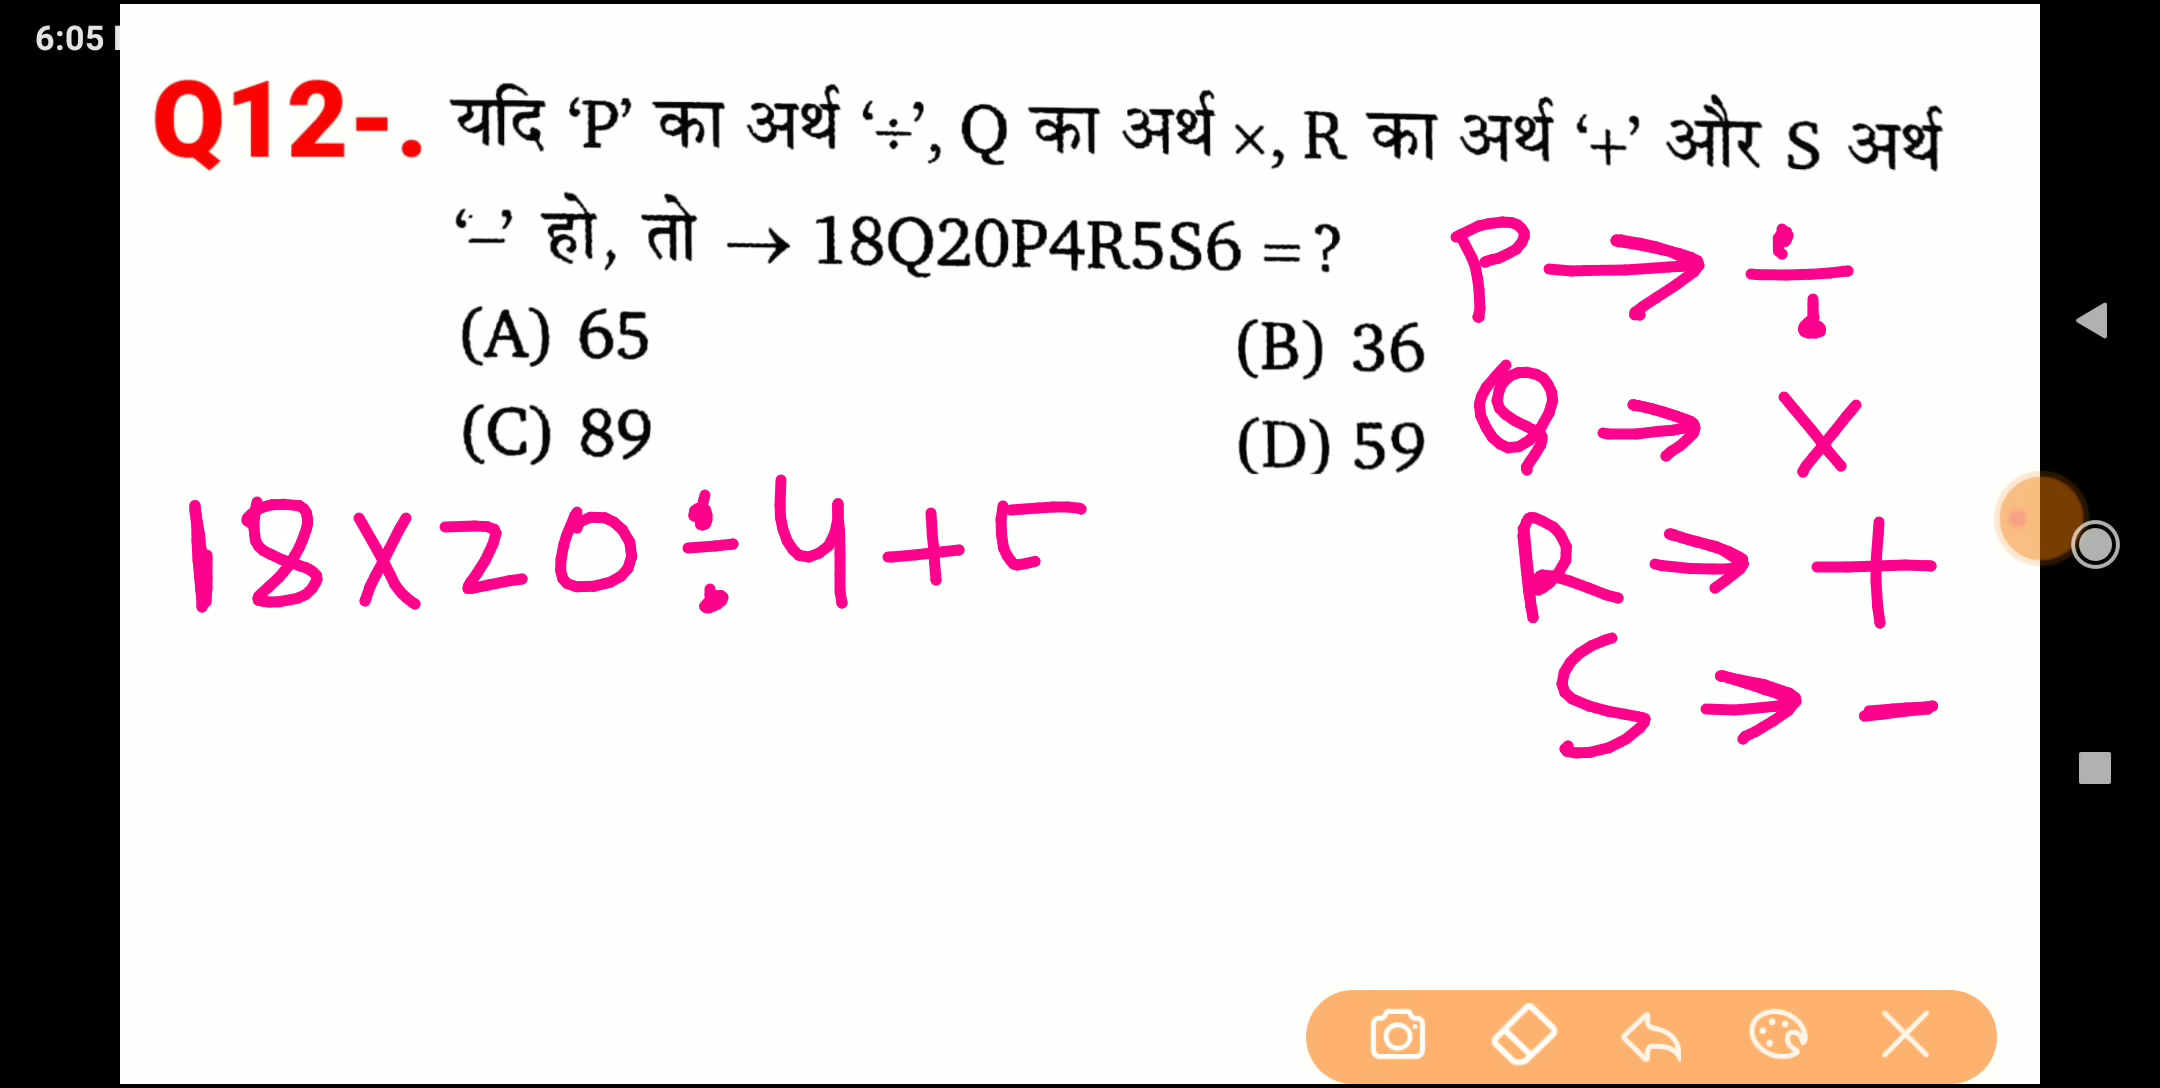 6:05
Q12-. यदि ‘P’ का अर्थ ‘÷’, Q का अर्थ ×, R का अर्थ ‘+’ और S अर्थ
‘–’ हो, तो → 18Q20P4R5S6 = ?
(A) 65 (B) 36
(C) 89 (D) 59
P → ÷
Q → ×
R → +
S → –
18×20÷4+5